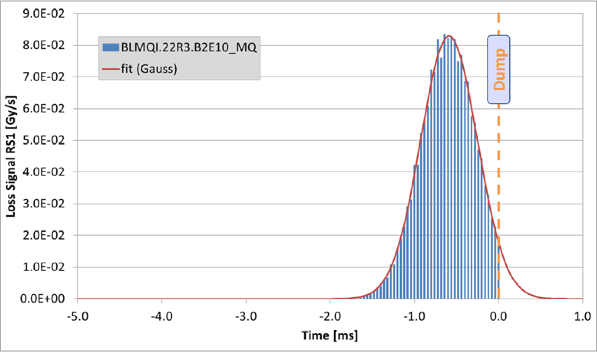 9.0E-02
8.0E-02
7.0E-02
6.0E-02
5.0E-02
4.0E-02
3.0E-02
2.0E-02
1.0E-02
0.0E+00
Loss Signal RS1 [Gy/s]
BLMQI.22R3.B2E10_MQ
fit (Gauss)
Dump
-5.0 -4.0 -3.0 -2.0 -1.0 0.0 1.0
Time [ms]